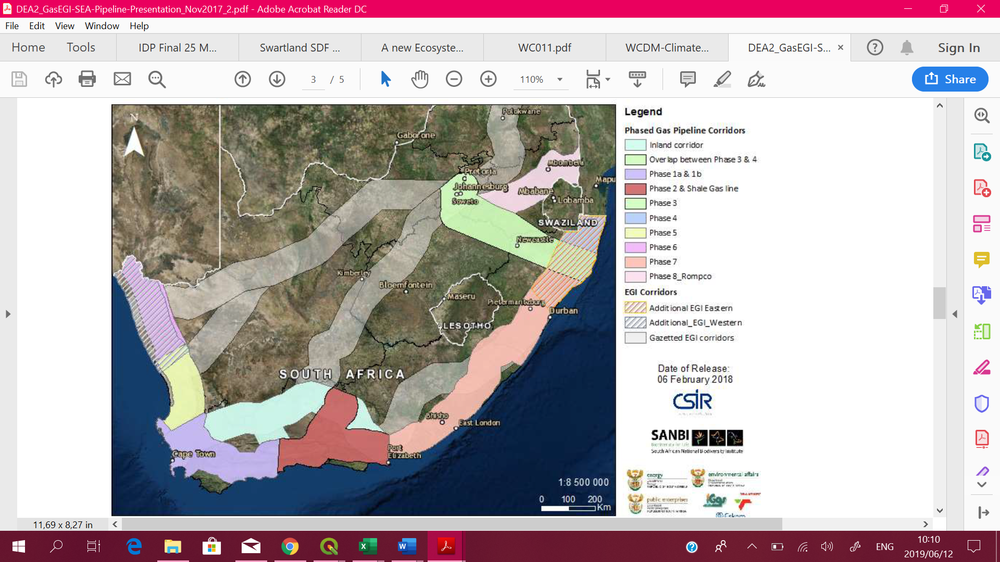 DEA2_GasEGI-SEA-Pipeline-Presentation_Nov2017_2.pdf - Adobe Acrobat Reader DC
File Edit View Window Help
Home Tools IDP Final 25 M... Swartland SDF ... A new Ecosyste... WC011.pdf WCDM-Climate... DEA2_GasEGI-S... Sign In
3 / 5 110% Share
N
Polokwane
Gaborone
Mbombela
Pretoria
Johannesburg
Mapu
Mbabane
Lobamba
Soweto
SWAZILAND
Newcastle
Kimberley
Bloemfontein
Maseru
Pietermaritzburg
Durban
LESOTHO
SOUTH AFRICA
Bhisho
East London
Port
Elizabeth
Cape Town
1:8 500 000
0 100 200
Km
Legend
Phased Gas Pipeline Corridors
Inland corridor
Overlap between Phase 3 & 4
Phase 1a & 1b
Phase 2 & Shale Gas line
Phase 3
Phase 4
Phase 5
Phase 6
Phase 7
Phase 8_Rompco
EGI Corridors
Additional EGI Eastern
Additional_EGI_Western
Gazetted EGI corridors
Date of Release:
06 February 2018
CSIR
SANBI
Biodiversity for Life
South African National Biodiversity Institute
energy
environmental affairs
public enterprises
iGas
TRANSNET
Eskom
11,69 x 8,27 in
ENG
10:10
2019/06/12